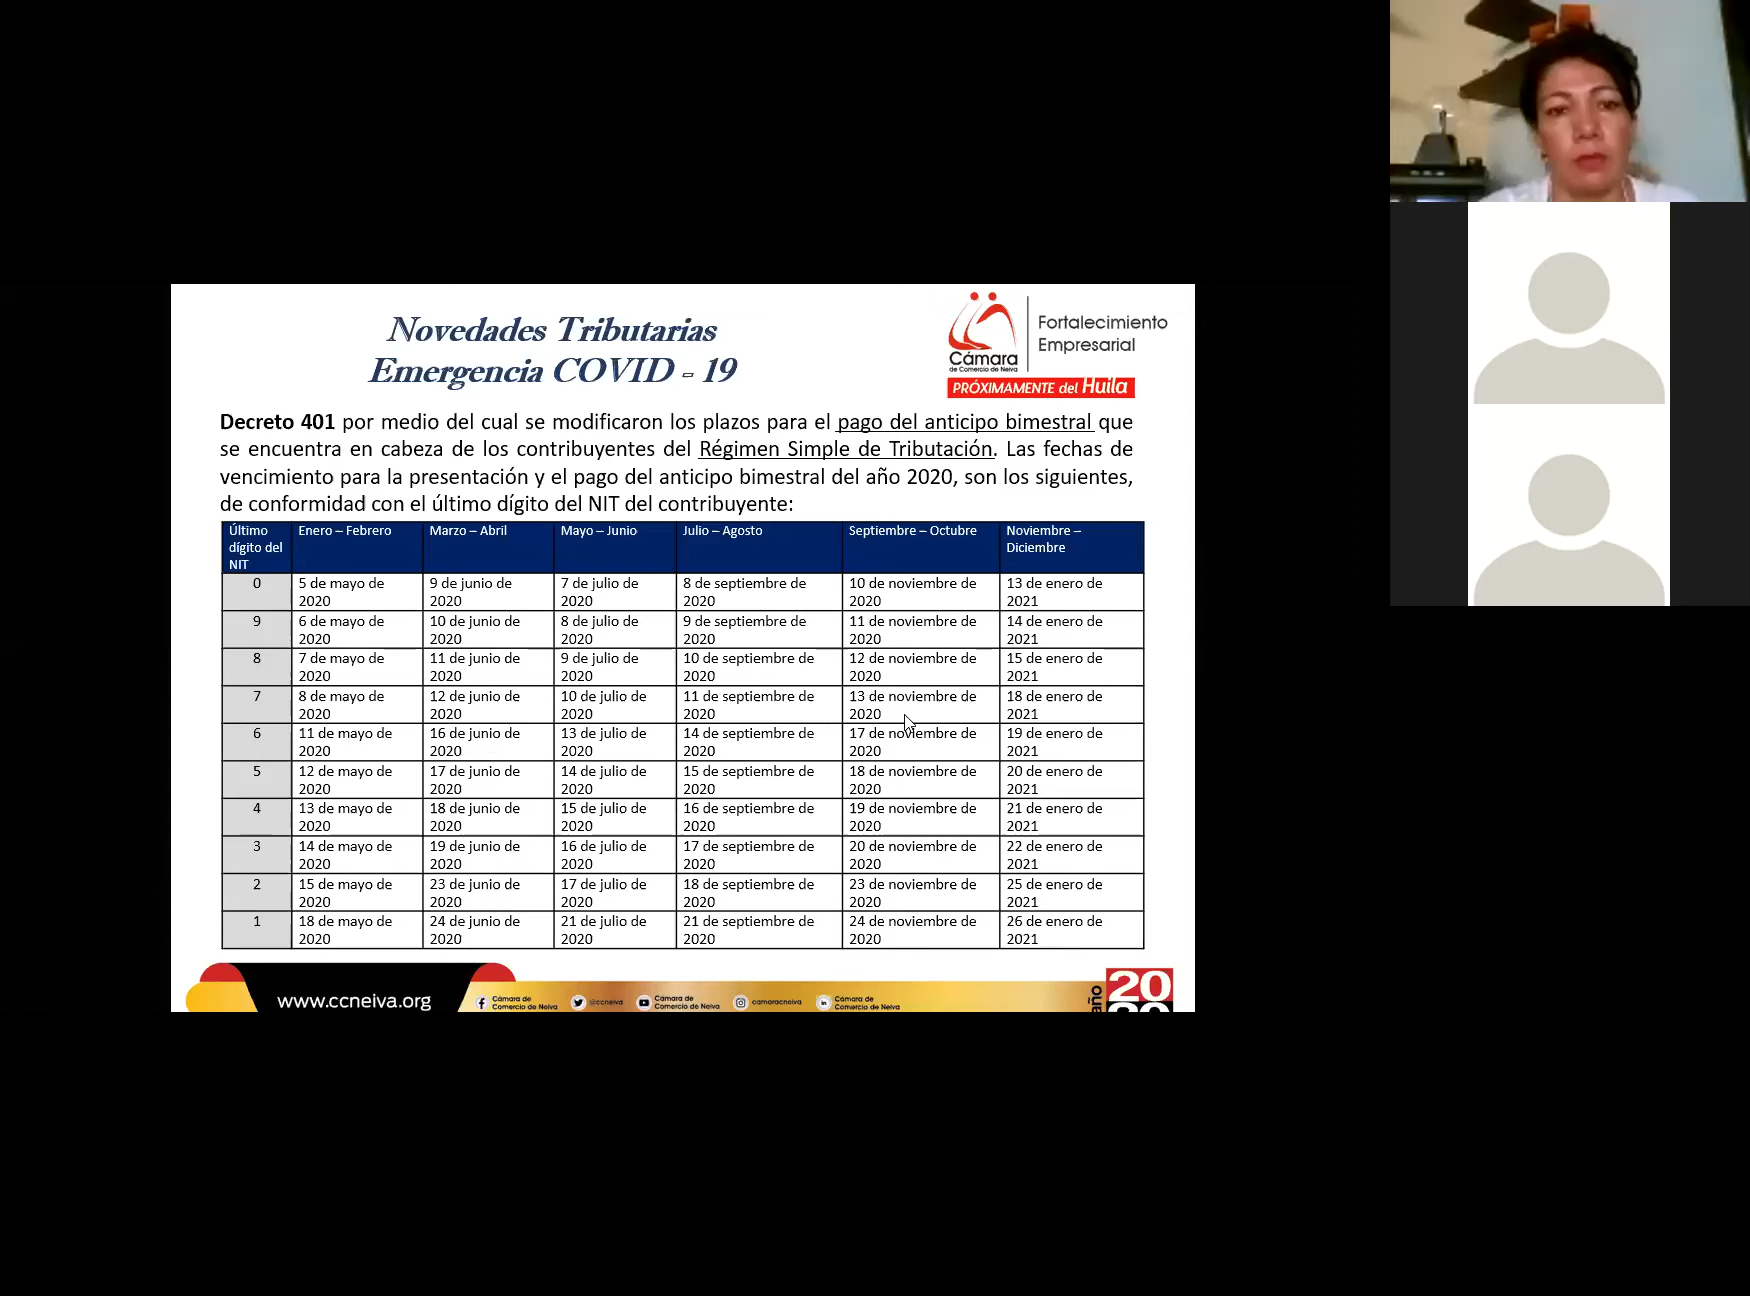 Novedades Tributarias
Emergencia COVID - 19
Cámara
de Comercio de Neiva
Fortalecimiento
Empresarial
PRÓXIMAMENTE del Huila
Decreto 401 por medio del cual se modificaron los plazos para el pago del anticipo bimestral que
se encuentra en cabeza de los contribuyentes del Régimen Simple de Tributación. Las fechas de
vencimiento para la presentación y el pago del anticipo bimestral del año 2020, son los siguientes,
de conformidad con el último dígito del NIT del contribuyente:
Último dígito del NIT Enero – Febrero Marzo – Abril Mayo – Junio Julio – Agosto Septiembre – Octubre Noviembre – Diciembre
0 5 de mayo de 2020 9 de junio de 2020 7 de julio de 2020 8 de septiembre de 2020 10 de noviembre de 2020 13 de enero de 2021
9 6 de mayo de 2020 10 de junio de 2020 8 de julio de 2020 9 de septiembre de 2020 11 de noviembre de 2020 14 de enero de 2021
8 7 de mayo de 2020 11 de junio de 2020 9 de julio de 2020 10 de septiembre de 2020 12 de noviembre de 2020 15 de enero de 2021
7 8 de mayo de 2020 12 de junio de 2020 10 de julio de 2020 11 de septiembre de 2020 13 de noviembre de 2020 18 de enero de 2021
6 11 de mayo de 2020 16 de junio de 2020 13 de julio de 2020 14 de septiembre de 2020 17 de noviembre de 2020 19 de enero de 2021
5 12 de mayo de 2020 17 de junio de 2020 14 de julio de 2020 15 de septiembre de 2020 18 de noviembre de 2020 20 de enero de 2021
4 13 de mayo de 2020 18 de junio de 2020 15 de julio de 2020 16 de septiembre de 2020 19 de noviembre de 2020 21 de enero de 2021
3 14 de mayo de 2020 19 de junio de 2020 16 de julio de 2020 17 de septiembre de 2020 20 de noviembre de 2020 22 de enero de 2021
2 15 de mayo de 2020 23 de junio de 2020 17 de julio de 2020 18 de septiembre de 2020 23 de noviembre de 2020 25 de enero de 2021
1 18 de mayo de 2020 24 de junio de 2020 21 de julio de 2020 21 de septiembre de 2020 24 de noviembre de 2020 26 de enero de 2021
www.ccneiva.org
Cámara de Comercio de Neiva
@ccneiva
Cámara de Comercio de Neiva
camaracneiva
Cámara de Comercio de Neiva
año
20